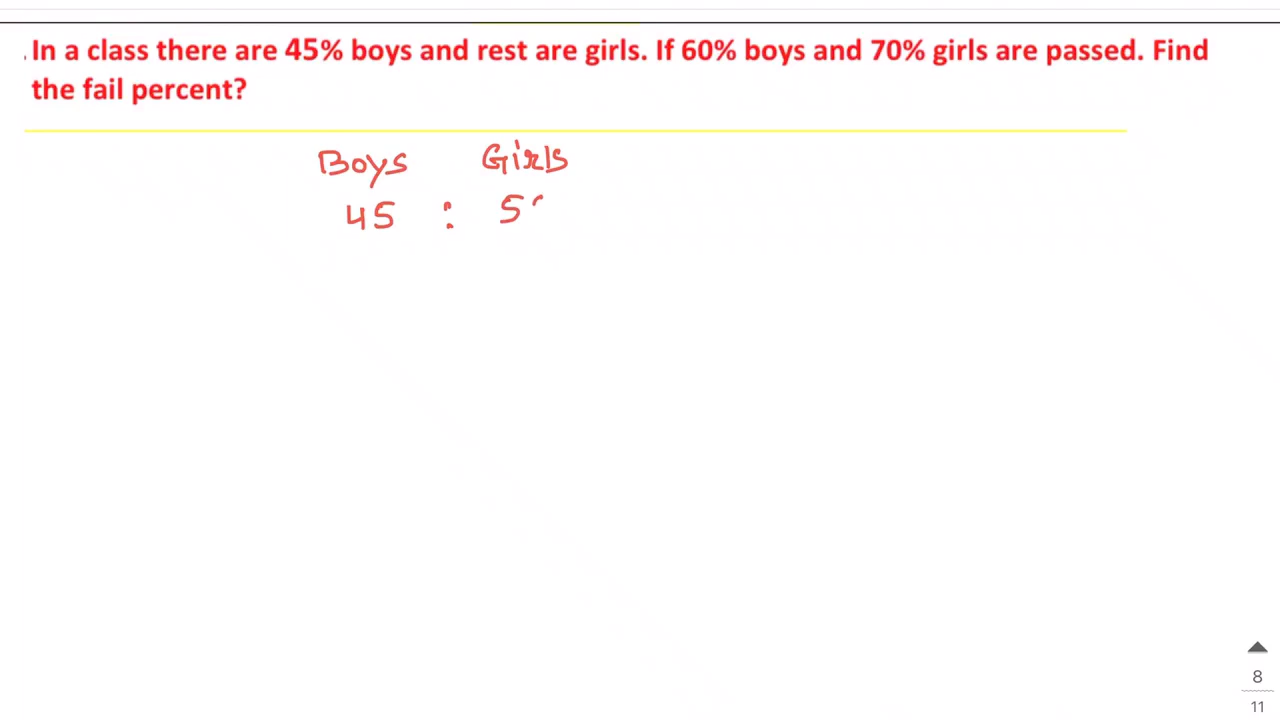 . In a class there are 45% boys and rest are girls. If 60% boys and 70% girls are passed. Find
the fail percent?
Boys Girls
45 : 5
8
11